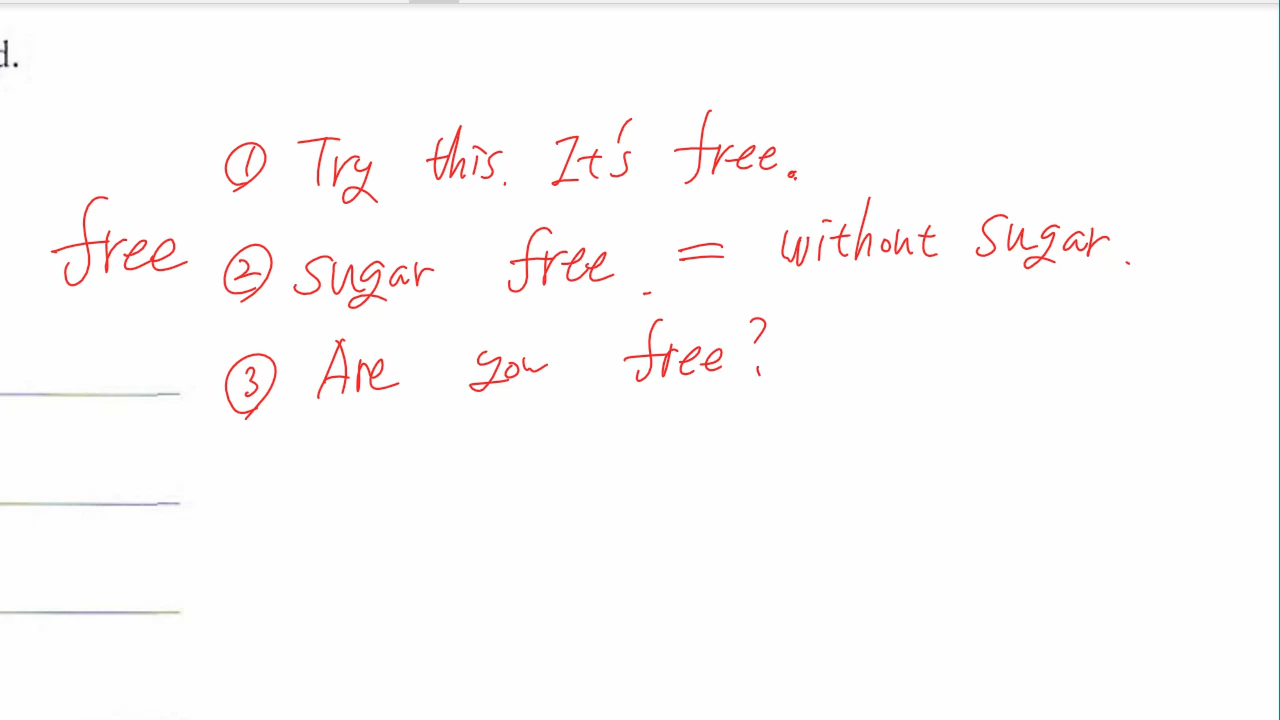 d.
① Try this. It's free.
free ② sugar free. = without sugar.
③ Are you free?